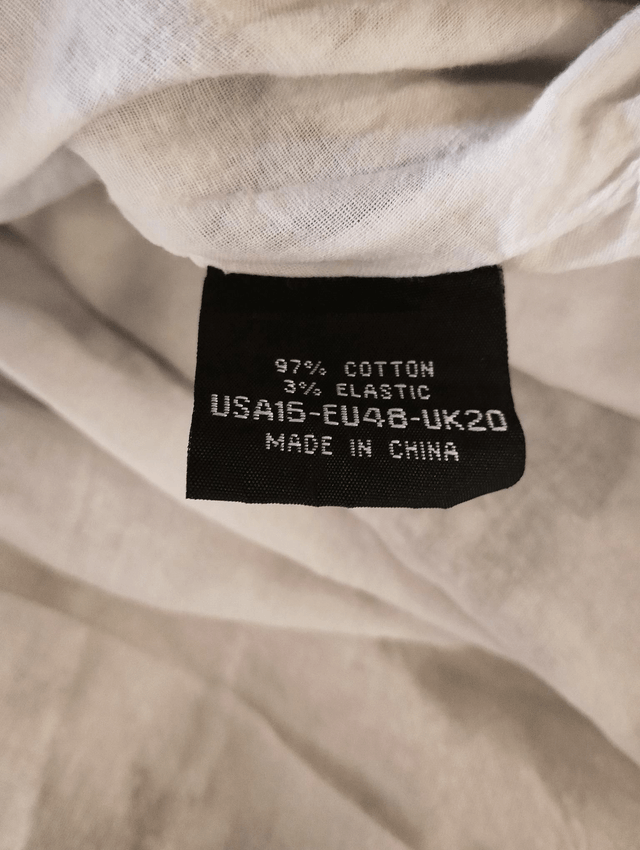 97% COTTON
3% ELASTIC
USA15-EU48-UK20
MADE IN CHINA